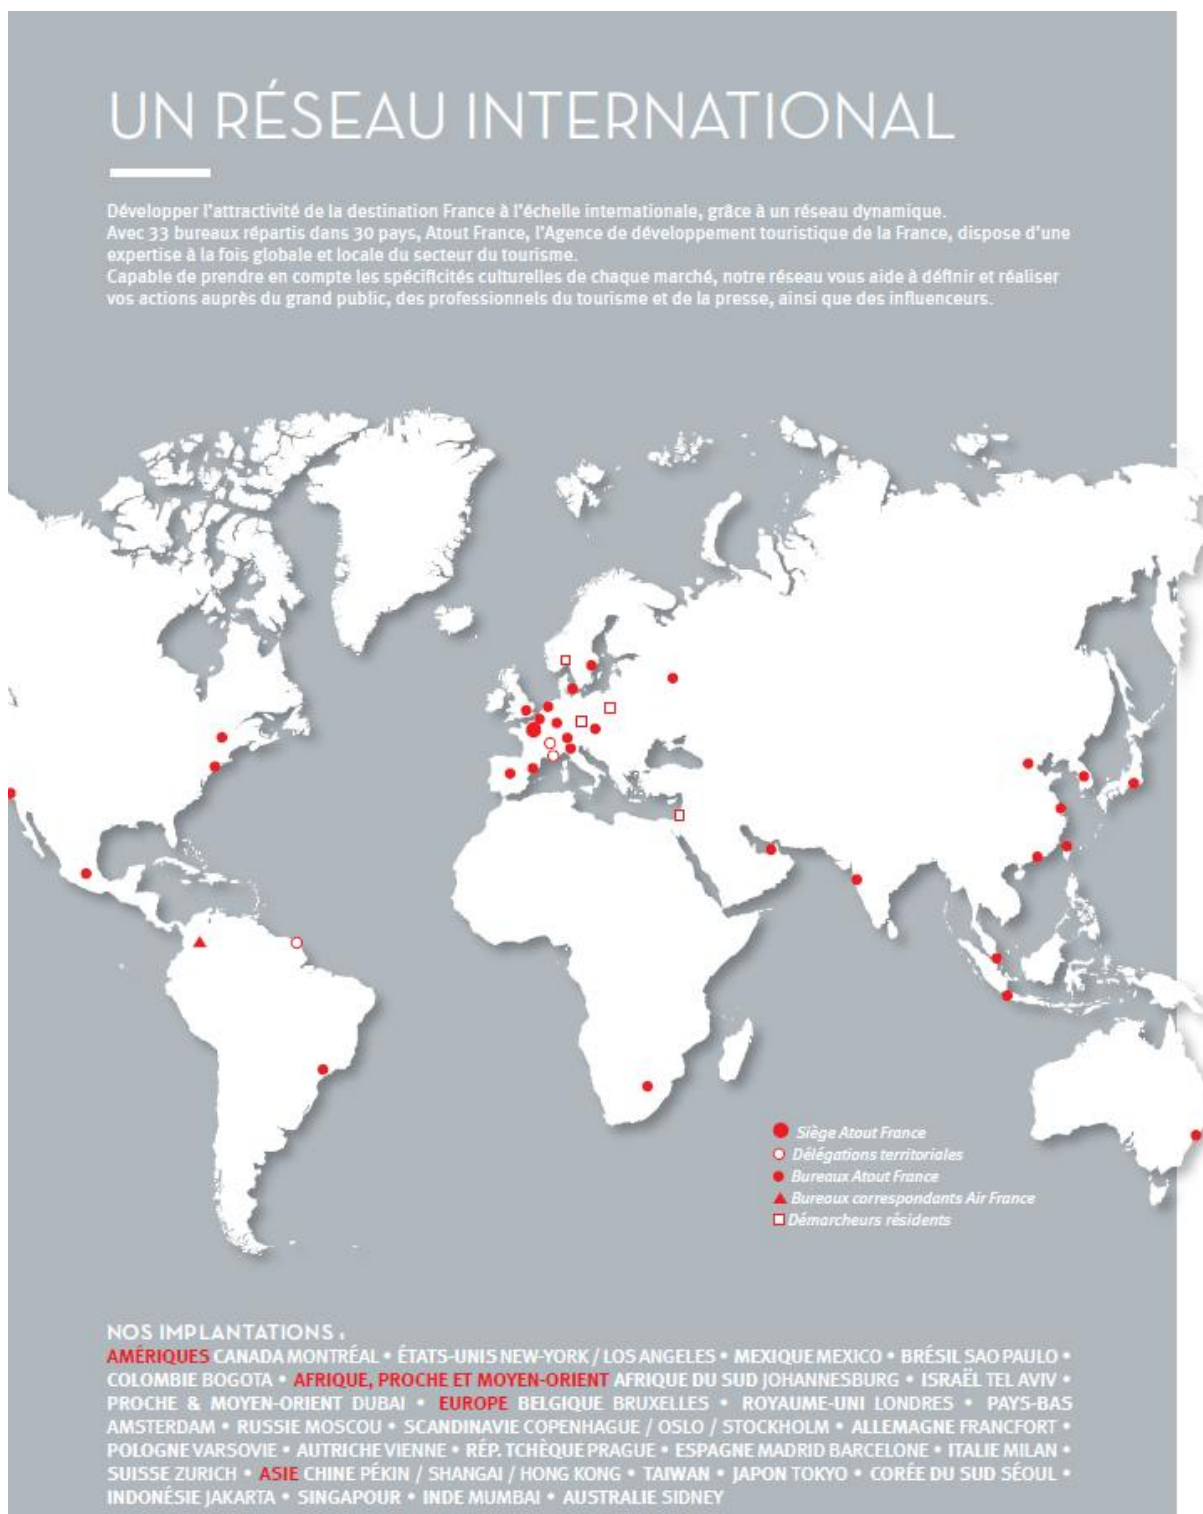 UN RÉSEAU INTERNATIONAL
Développer l'attractivité de la destination France à l'échelle internationale, grâce à un réseau dynamique.
Avec 33 bureaux répartis dans 30 pays, Atout France, l'Agence de développement touristique de la France, dispose d'une
expertise à la fois globale et locale du secteur du tourisme.
Capable de prendre en compte les spécificités culturelles de chaque marché, notre réseau vous aide à définir et réaliser
vos actions auprès du grand public, des professionnels du tourisme et de la presse, ainsi que des influenceurs.
Siège Atout France
Délégations territoriales
Bureaux Atout France
Bureaux correspondants Air France
Démarcheurs résidents
NOS IMPLANTATIONS :
AMÉRIQUES CANADA MONTRÉAL • ÉTATS-UNIS NEW-YORK / LOS ANGELES • MEXIQUE MEXICO • BRÉSIL SAO PAULO •
COLOMBIE BOGOTA • AFRIQUE, PROCHE ET MOYEN-ORIENT AFRIQUE DU SUD JOHANNESBURG • ISRAËL TEL AVIV •
PROCHE & MOYEN-ORIENT DUBAI • EUROPE BELGIQUE BRUXELLES • ROYAUME-UNI LONDRES • PAYS-BAS
AMSTERDAM • RUSSIE MOSCOU • SCANDINAVIE COPENHAGUE / OSLO / STOCKHOLM • ALLEMAGNE FRANCFORT •
POLOGNE VARSOVIE • AUTRICHE VIENNE • RÉP. TCHÈQUE PRAGUE • ESPAGNE MADRID BARCELONE • ITALIE MILAN •
SUISSE ZURICH • ASIE CHINE PÉKIN / SHANGAI / HONG KONG • TAIWAN • JAPON TOKYO • CORÉE DU SUD SÉOUL •
INDONÉSIE JAKARTA • SINGAPOUR • INDE MUMBAI • AUSTRALIE SIDNEY